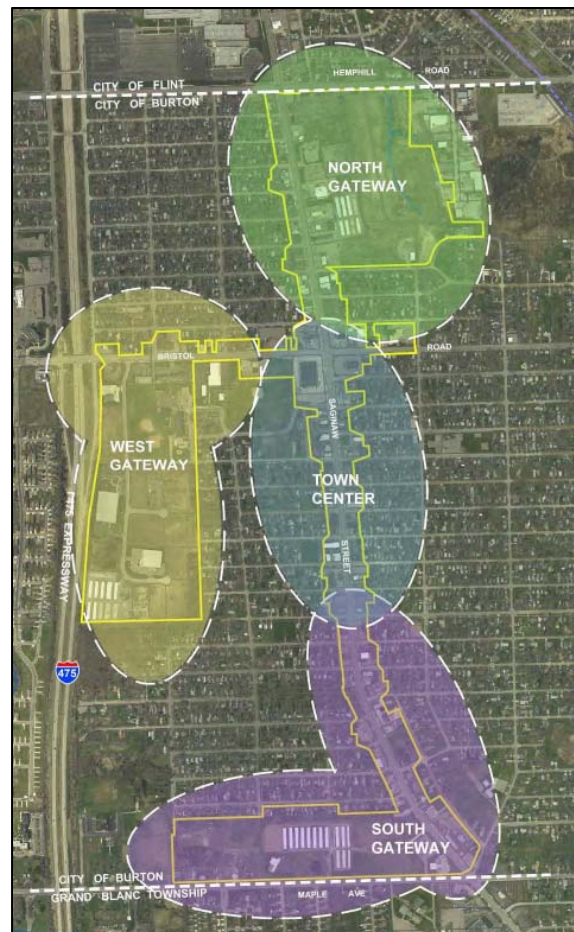 HEMPHILL ROAD
CITY OF FLINT
CITY OF BURTON
NORTH
GATEWAY
BRISTOL
ROAD
SAGINAW
STREET
WEST
GATEWAY
TOWN
CENTER
I-475 EXPRESSWAY
475
SOUTH
GATEWAY
CITY OF BURTON
GRAND BLANC TOWNSHIP
MAPLE AVE